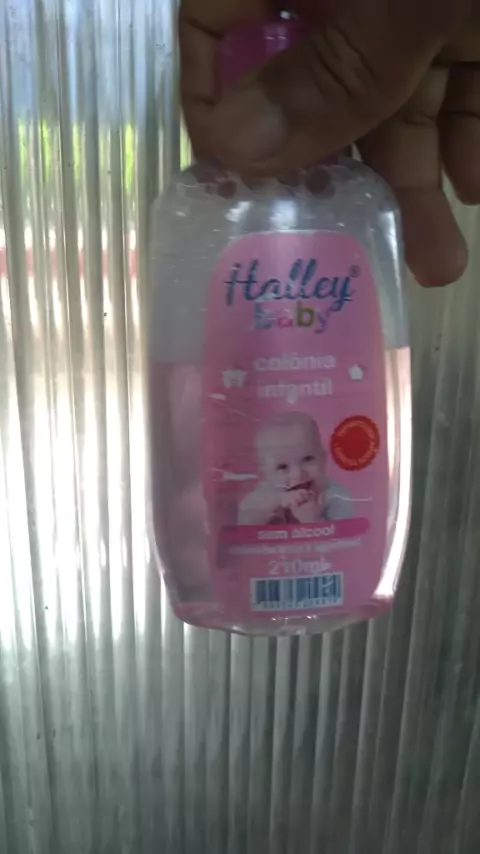 Halley®
baby
colônia
infantil
sem álcool
210ml